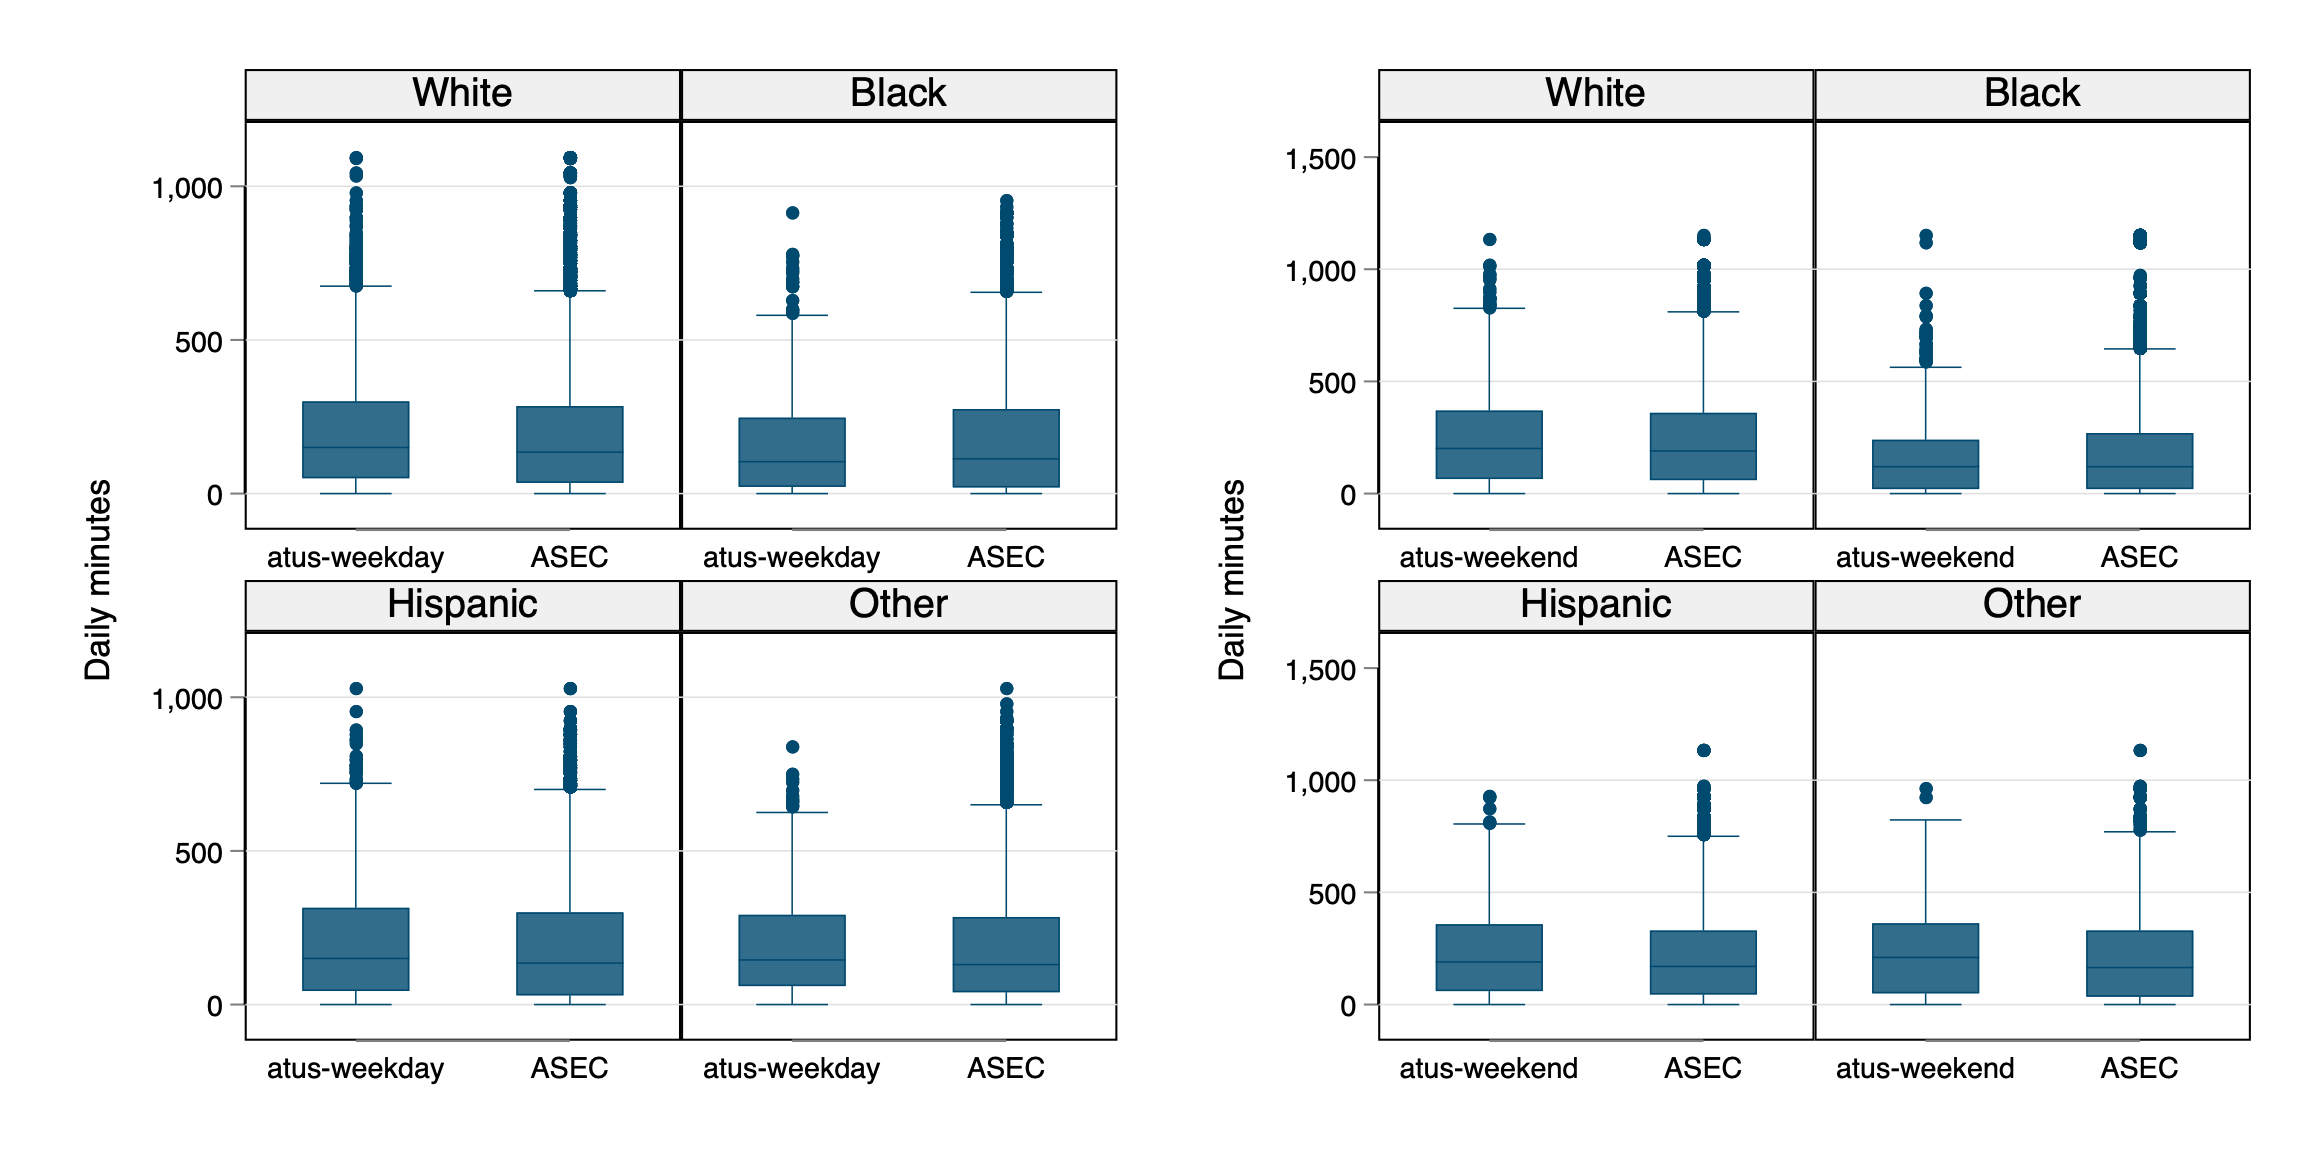 White Black
1,000
500
0
atus-weekday ASEC atus-weekday ASEC
Hispanic Other
1,000
500
0
atus-weekday ASEC atus-weekday ASEC
Daily minutes
White Black
1,500
1,000
500
0
atus-weekend ASEC atus-weekend ASEC
Hispanic Other
1,500
1,000
500
0
atus-weekend ASEC atus-weekend ASEC
Daily minutes